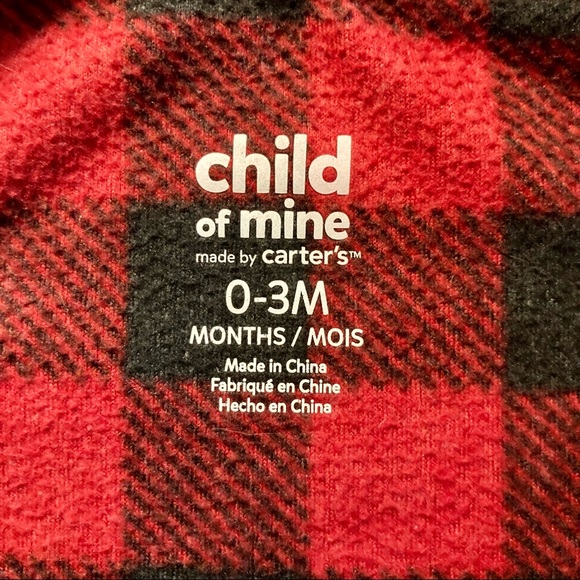 child
of mine
made by carter's™
0-3M
MONTHS / MOIS
Made in China
Fabriqué en Chine
Hecho en China